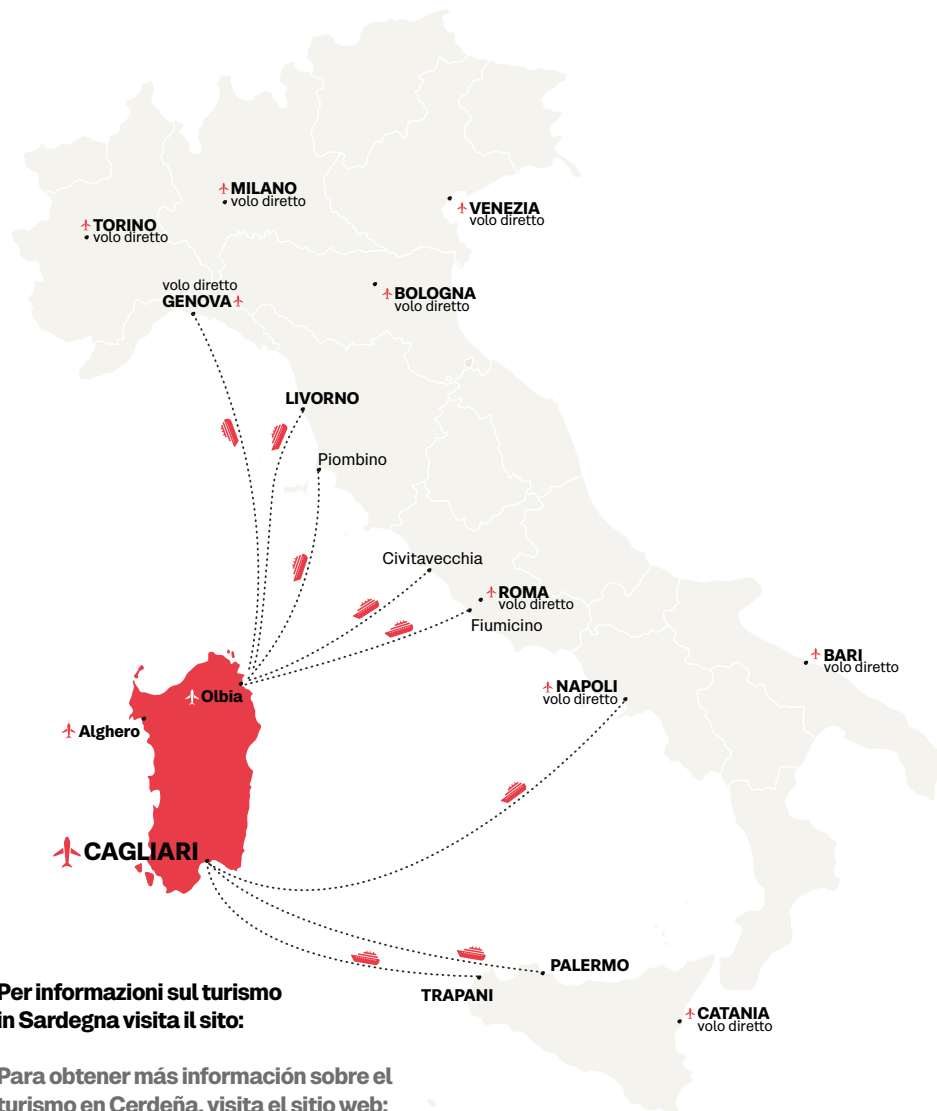 MILANO
volo diretto
VENEZIA
volo diretto
TORINO
volo diretto
volo diretto
GENOVA
BOLOGNA
volo diretto
LIVORNO
Piombino
Civitavecchia
ROMA
volo diretto
Fiumicino
BARI
volo diretto
NAPOLI
volo diretto
Olbia
Alghero
CAGLIARI
PALERMO
TRAPANI
CATANIA
volo diretto
Per informazioni sul turismo
in Sardegna visita il sito:
Para obtener más información sobre el
turismo en Cerdeña, visita el sitio web: